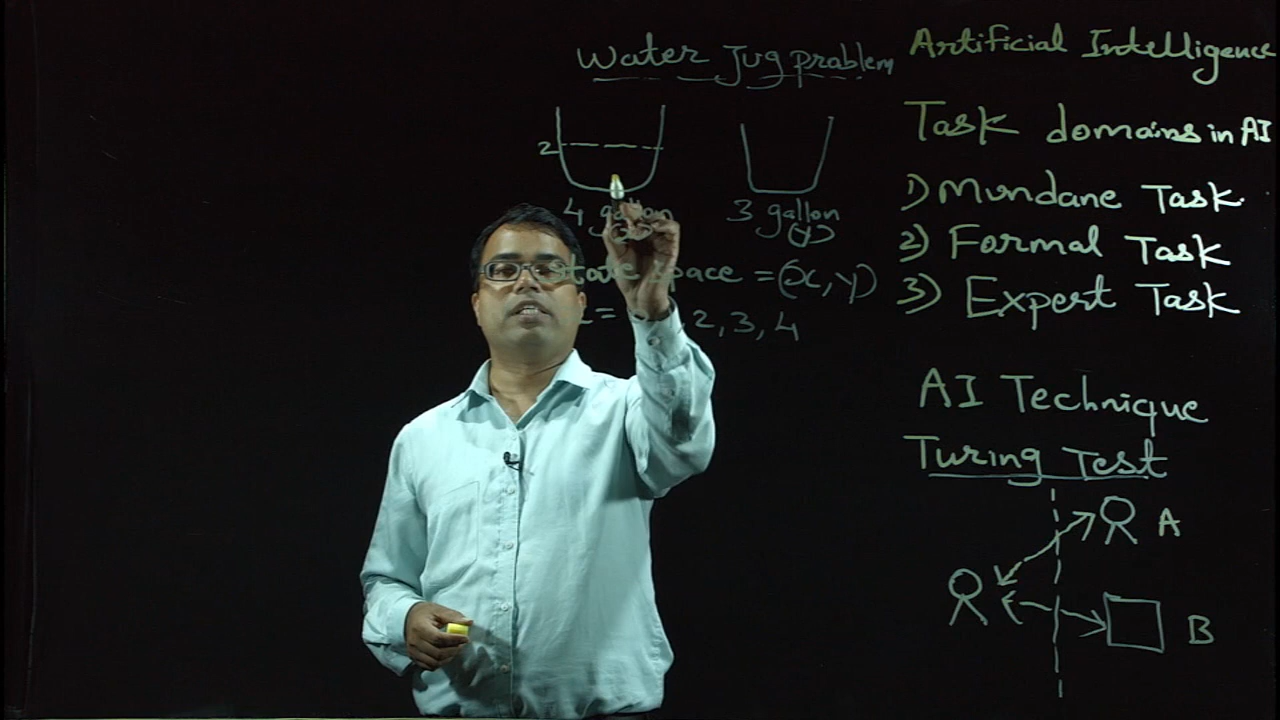 Water Jug problem
2
4 gallon
3 gallon
(y)
space = (x, y)
2, 3, 4
Artificial Intelligence
Task domains in AI
1) Mundane Task
2) Formal Task
3) Expert Task
AI Technique
Turing Test
A
B